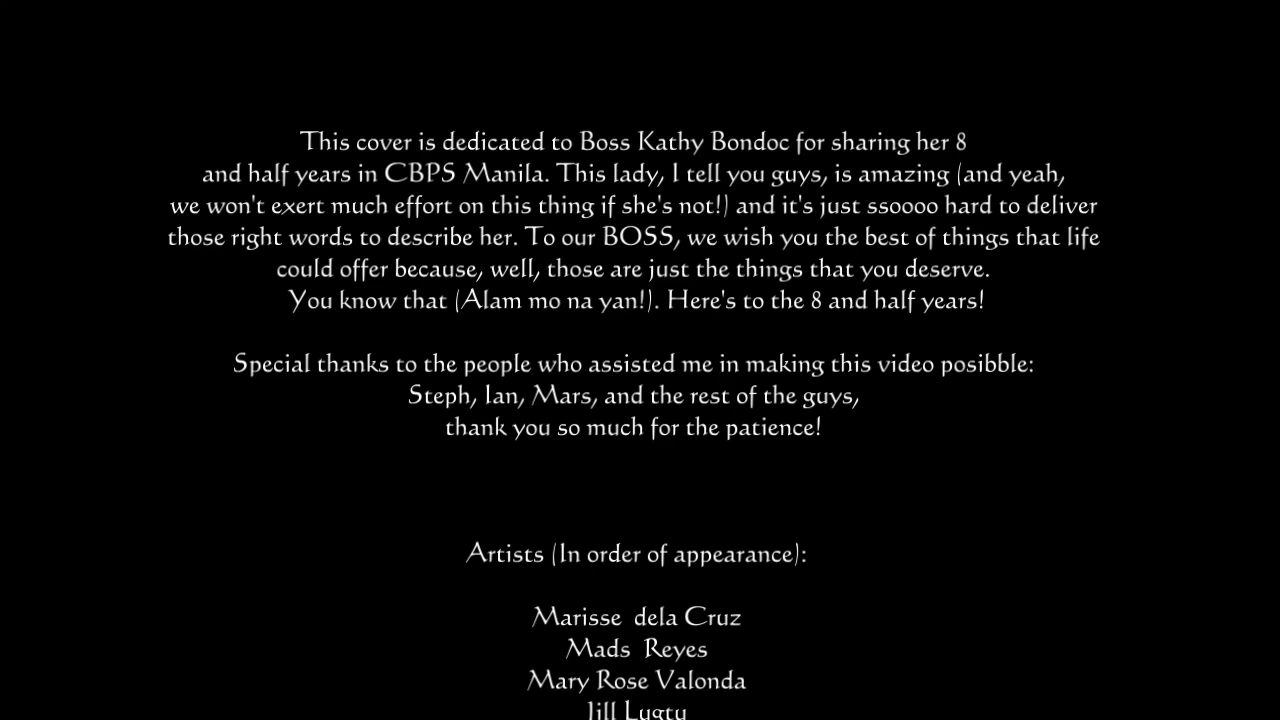 This cover is dedicated to Boss Kathy Bondoc for sharing her 8
and half years in CBPS Manila. This lady, I tell you guys, is amazing (and yeah,
we won't exert much effort on this thing if she's not!) and it's just ssoooo hard to deliver
those right words to describe her. To our BOSS, we wish you the best of things that life
could offer because, well, those are just the things that you deserve.
You know that (Alam mo na yan!). Here's to the 8 and half years!
Special thanks to the people who assisted me in making this video posibble:
Steph, Ian, Mars, and the rest of the guys,
thank you so much for the patience!
Artists (In order of appearance):
Marisse dela Cruz
Mads Reyes
Mary Rose Valonda
Jill